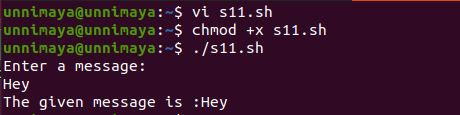 unnimaya@unnimaya:~$ vi s11.sh
unnimaya@unnimaya:~$ chmod +x s11.sh
unnimaya@unnimaya:~$ ./s11.sh
Enter a message:
Hey
The given message is :Hey